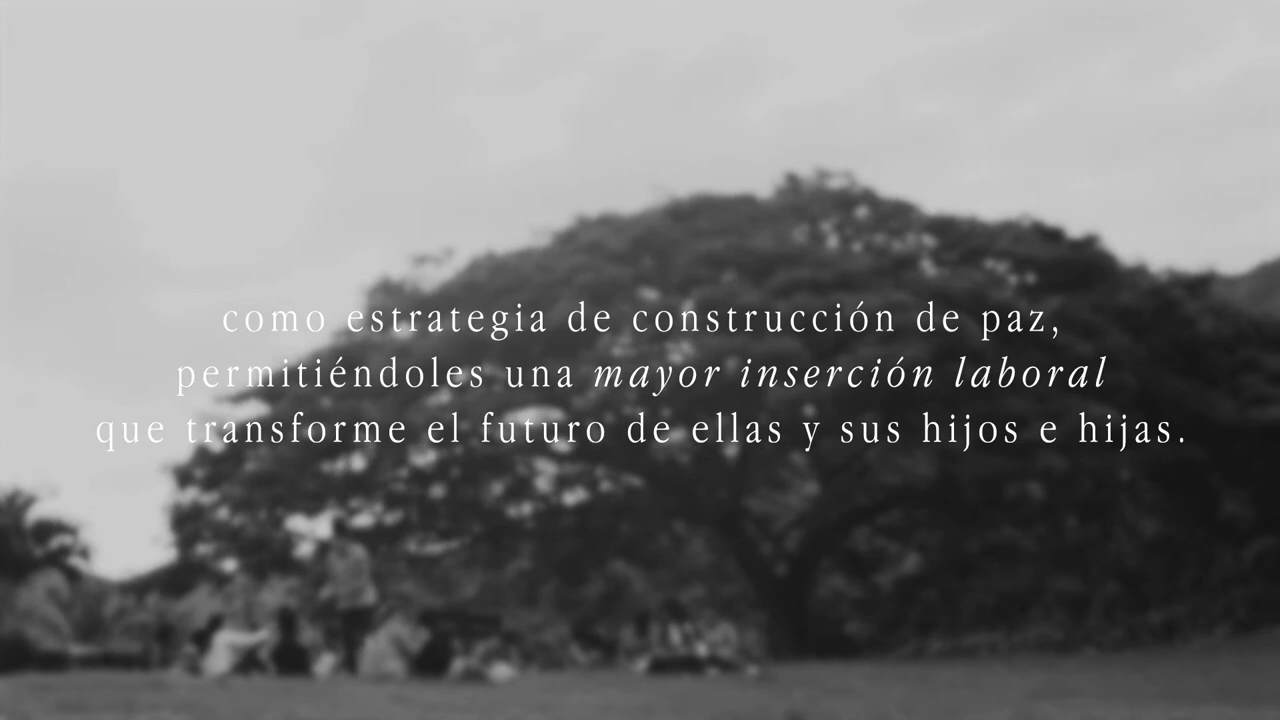 como estrategia de construcción de paz,
permitiéndoles una mayor inserción laboral
que transforme el futuro de ellas y sus hijos e hijas.